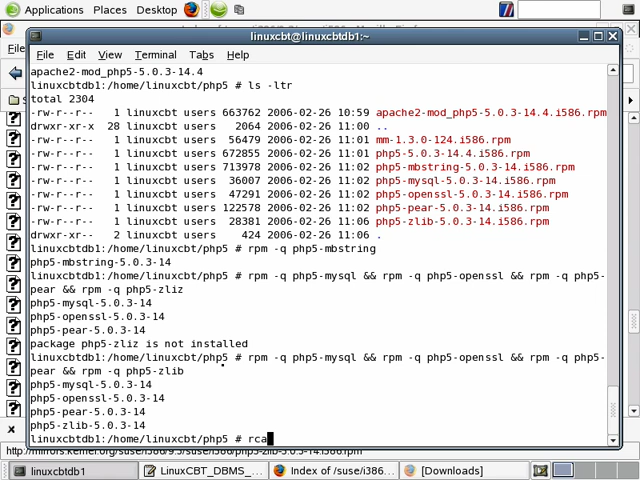 Applications Places Desktop
linuxcbt@linuxcbtdb1:~
File Edit View Terminal Tabs Help
apache2-mod_php5-5.0.3-14.4
linuxcbtdb1:/home/linuxcbt/php5 # ls -ltr
total 2304
-rw-r--r-- 1 linuxcbt users 663762 2006-02-26 10:59 apache2-mod_php5-5.0.3-14.4.i586.rpm
drwxr-xr-x 28 linuxcbt users 2064 2006-02-26 11:00 ..
-rw-r--r-- 1 linuxcbt users 56479 2006-02-26 11:01 mm-1.3.0-124.i586.rpm
-rw-r--r-- 1 linuxcbt users 672855 2006-02-26 11:01 php5-5.0.3-14.4.i586.rpm
-rw-r--r-- 1 linuxcbt users 713978 2006-02-26 11:02 php5-mbstring-5.0.3-14.i586.rpm
-rw-r--r-- 1 linuxcbt users 36007 2006-02-26 11:02 php5-mysql-5.0.3-14.i586.rpm
-rw-r--r-- 1 linuxcbt users 47291 2006-02-26 11:02 php5-openssl-5.0.3-14.i586.rpm
-rw-r--r-- 1 linuxcbt users 122578 2006-02-26 11:06 php5-pear-5.0.3-14.i586.rpm
-rw-r--r-- 1 linuxcbt users 28381 2006-02-26 11:06 php5-zlib-5.0.3-14.i586.rpm
drwxr-xr-x 2 linuxcbt users 424 2006-02-26 11:06 .
linuxcbtdb1:/home/linuxcbt/php5 # rpm -q php5-mbstring
php5-mbstring-5.0.3-14
linuxcbtdb1:/home/linuxcbt/php5 # rpm -q php5-mysql && rpm -q php5-openssl && rpm -q php5-
pear && rpm -q php5-zliz
php5-mysql-5.0.3-14
php5-openssl-5.0.3-14
php5-pear-5.0.3-14
package php5-zliz is not installed
linuxcbtdb1:/home/linuxcbt/php5 # rpm -q php5-mysql && rpm -q php5-openssl && rpm -q php5-
pear && rpm -q php5-zlib
php5-mysql-5.0.3-14
php5-openssl-5.0.3-14
php5-pear-5.0.3-14
php5-zlib-5.0.3-14
linuxcbtdb1:/home/linuxcbt/php5 # rca
linuxcbtdb1 LinuxCBT_DBMS_... Index of /suse/i386... [Downloads]